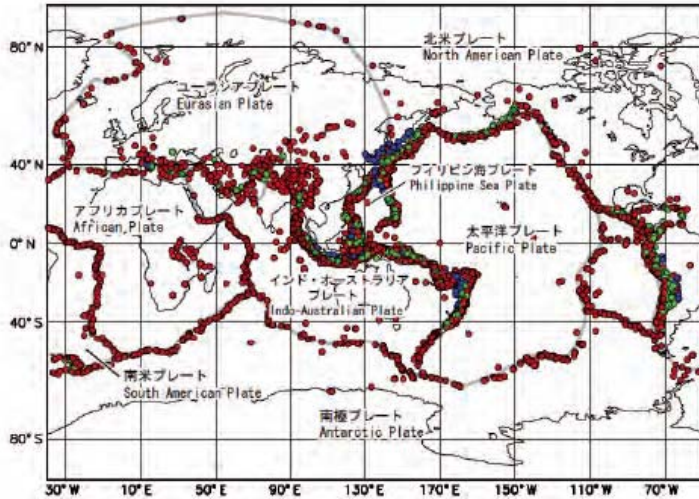 北米プレート
North American Plate
ユーラシアプレート
Eurasian Plate
フィリピン海プレート
Philippine Sea Plate
アフリカプレート
African Plate
太平洋プレート
Pacific Plate
インド・オーストラリア
プレート
Indo-Australian Plate
南米プレート
South American Plate
南極プレート
Antarctic Plate
80°N
40°N
0°N
40°S
80°S
30°W 10°E 50°E 90°E 130°E 170°E 150°W 110°W 70°W